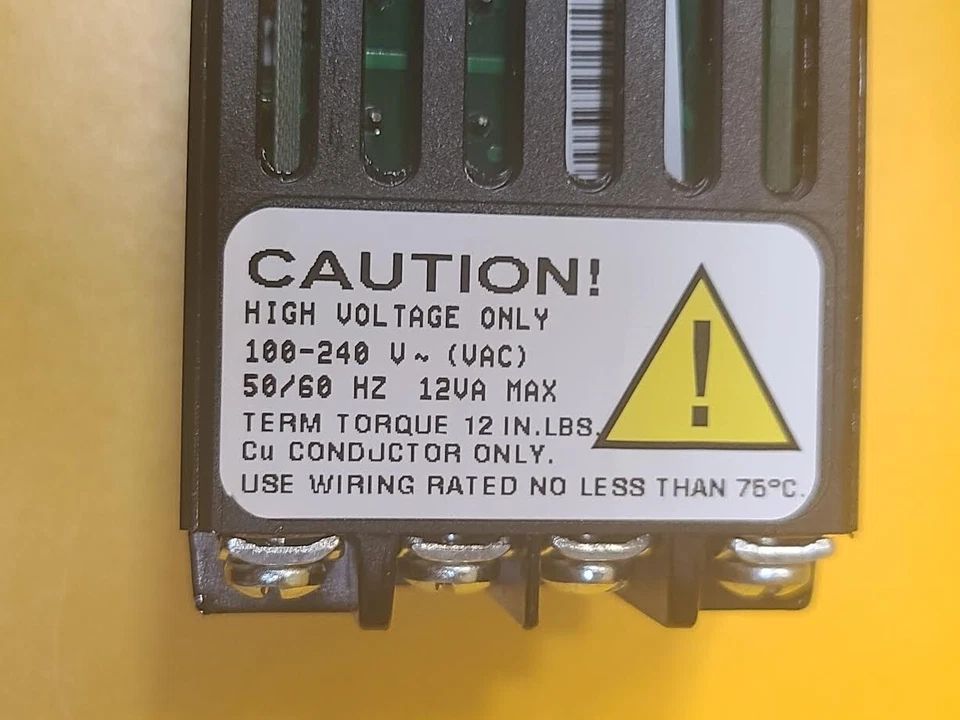 CAUTION!
HIGH VOLTAGE ONLY
100-240 V ~ (VAC)
50/60 HZ 12VA MAX
TERM TORQUE 12 IN.LBS.
Cu CONDUCTOR ONLY.
USE WIRING RATED NO LESS THAN 75°C.
!